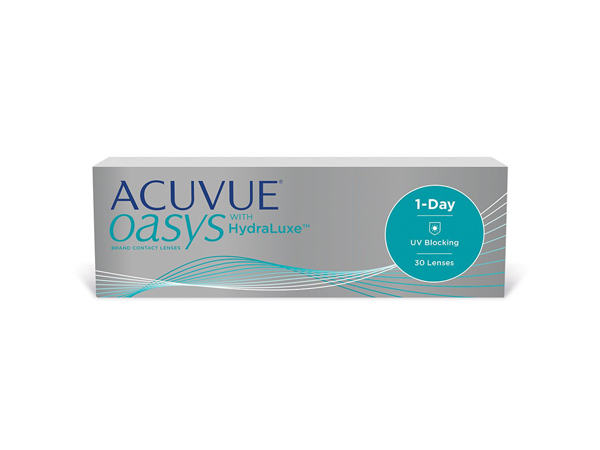 ACUVUE®
oasys WITH HydraLuxe™
BRAND CONTACT LENSES
1-Day
UV Blocking
30 Lenses